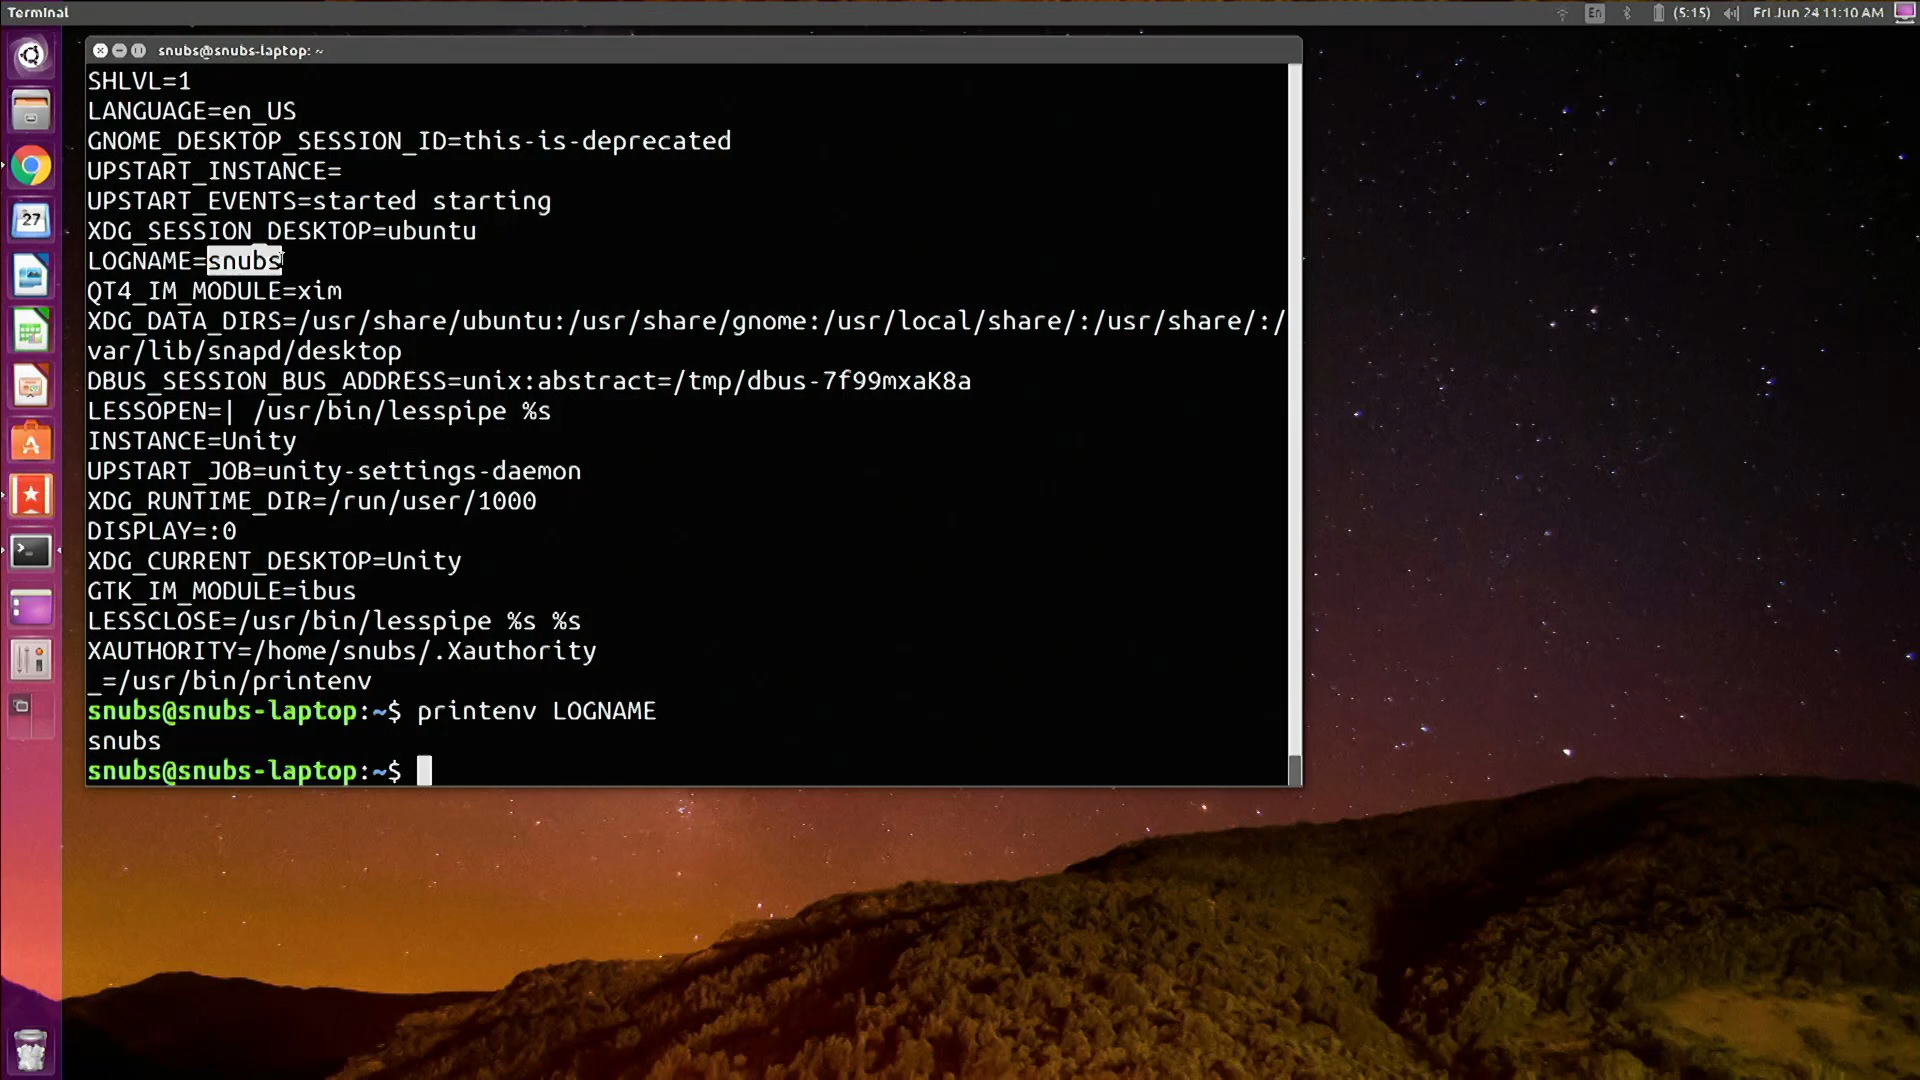 Terminal
En
(5:15)
Fri Jun 24 11:10 AM
snubs@snubs-laptop: ~
SHLVL=1
LANGUAGE=en_US
GNOME_DESKTOP_SESSION_ID=this-is-deprecated
UPSTART_INSTANCE=
UPSTART_EVENTS=started starting
XDG_SESSION_DESKTOP=ubuntu
LOGNAME=snubs
QT4_IM_MODULE=xim
XDG_DATA_DIRS=/usr/share/ubuntu:/usr/share/gnome:/usr/local/share/:/usr/share/:/
var/lib/snapd/desktop
DBUS_SESSION_BUS_ADDRESS=unix:abstract=/tmp/dbus-7f99mxaK8a
LESSOPEN=| /usr/bin/lesspipe %s
INSTANCE=Unity
UPSTART_JOB=unity-settings-daemon
XDG_RUNTIME_DIR=/run/user/1000
DISPLAY=:0
XDG_CURRENT_DESKTOP=Unity
GTK_IM_MODULE=ibus
LESSCLOSE=/usr/bin/lesspipe %s %s
XAUTHORITY=/home/snubs/.Xauthority
_=/usr/bin/printenv
snubs@snubs-laptop:~$ printenv LOGNAME
snubs
snubs@snubs-laptop:~$
27